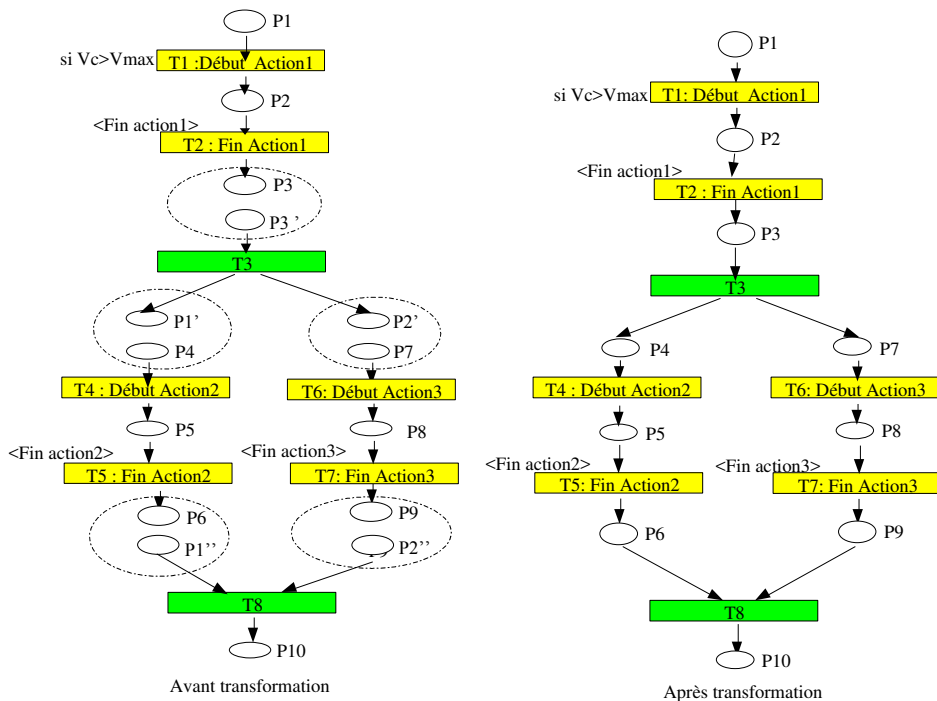 P1
si Vc>Vmax T1 :Début Action1
P2
<Fin action1>
T2 : Fin Action1
P3
P3 '
T3
P1' P2'
P4 P7
T4 : Début Action2 T6: Début Action3
P5 P8
<Fin action2> <Fin action3>
T5 : Fin Action2 T7: Fin Action3
P6 P9
P1'' P2''
T8
P10
Avant transformation
P1
si Vc>Vmax T1: Début Action1
P2
<Fin action1>
T2 : Fin Action1
P3
T3
P4 P7
T4 : Début Action2 T6: Début Action3
P5 P8
<Fin action2> <Fin action3>
T5: Fin Action2 T7: Fin Action3
P6 P9
T8
P10
Après transformation